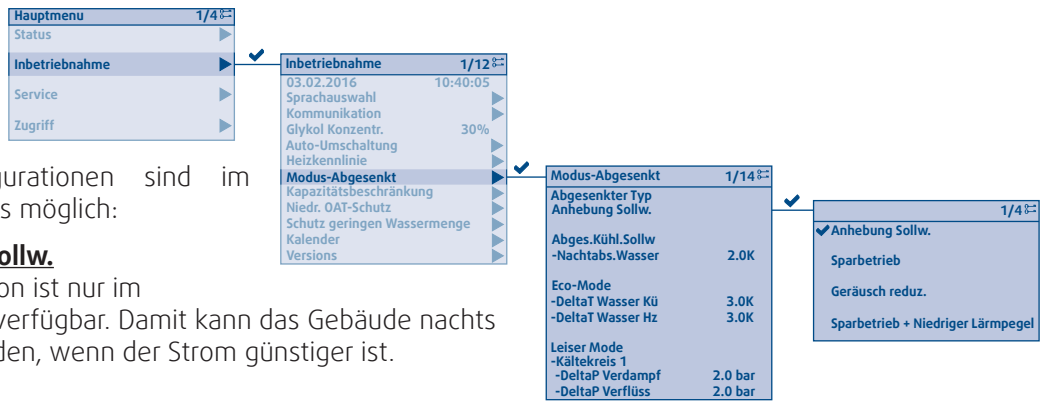 Hauptmenu 1/4
Status
Inbetriebnahme
Service
Zugriff
Inbetriebnahme 1/12
03.02.2016 10:40:05
Sprachauswahl
Kommunikation
Glykol Konzentr. 30%
Auto-Umschaltung
Heizkennlinie
Modus-Abgesenkt
Kapazitätsbeschränkung
Niedr. OAT-Schutz
Schutz geringen Wassermenge
Kalender
Versions
Modus-Abgesenkt 1/14
Abgesenkter Typ
Anhebung Sollw.
Abges.Kühl.Sollw
-Nachtabs.Wasser 2.0K
Eco-Mode
-DeltaT Wasser Kü 3.0K
-DeltaT Wasser Hz 3.0K
Leiser Mode
-Kältekreis 1
-DeltaP Verdampf 2.0 bar
-DeltaP Verflüss 2.0 bar
1/4
Anhebung Sollw.
Sparbetrieb
Geräusch reduz.
Sparbetrieb + Niedriger Lärmpegel
gurationen sind im
s möglich:
ollw.
on ist nur im
verfügbar. Damit kann das Gebäude nachts
den, wenn der Strom günstiger ist.